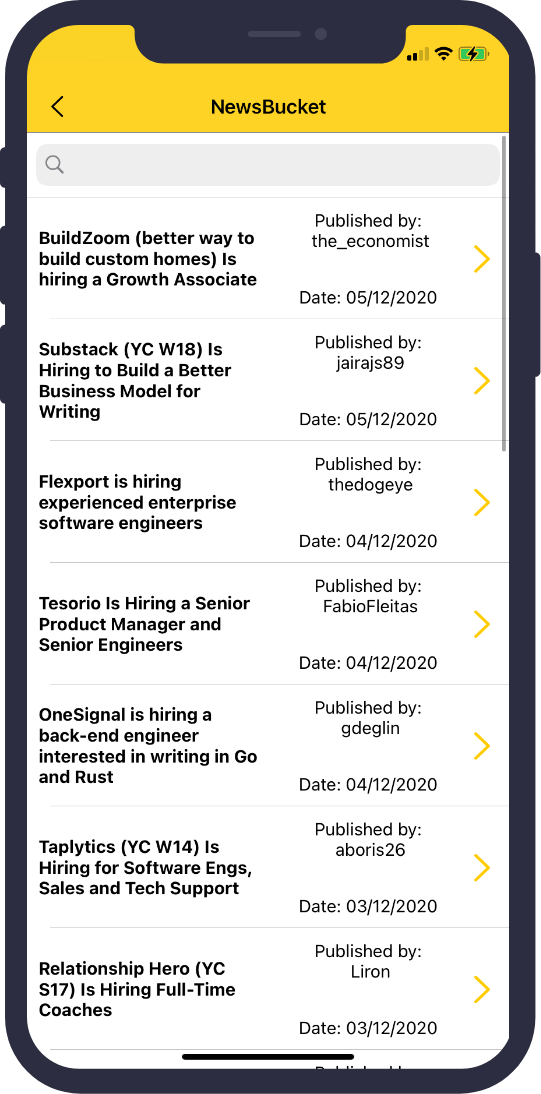 NewsBucket
BuildZoom (better way to
build custom homes) Is
hiring a Growth Associate
Published by:
the_economist
Date: 05/12/2020
Substack (YC W18) Is
Hiring to Build a Better
Business Model for
Writing
Published by:
jairajs89
Date: 05/12/2020
Flexport is hiring
experienced enterprise
software engineers
Published by:
thedogeye
Date: 04/12/2020
Tesorio Is Hiring a Senior
Product Manager and
Senior Engineers
Published by:
FabioFleitas
Date: 04/12/2020
OneSignal is hiring a
back-end engineer
interested in writing in Go
and Rust
Published by:
gdeglin
Date: 04/12/2020
Taplytics (YC W14) Is
Hiring for Software Engs,
Sales and Tech Support
Published by:
aboris26
Date: 03/12/2020
Relationship Hero (YC
S17) Is Hiring Full-Time
Coaches
Published by:
Liron
Date: 03/12/2020